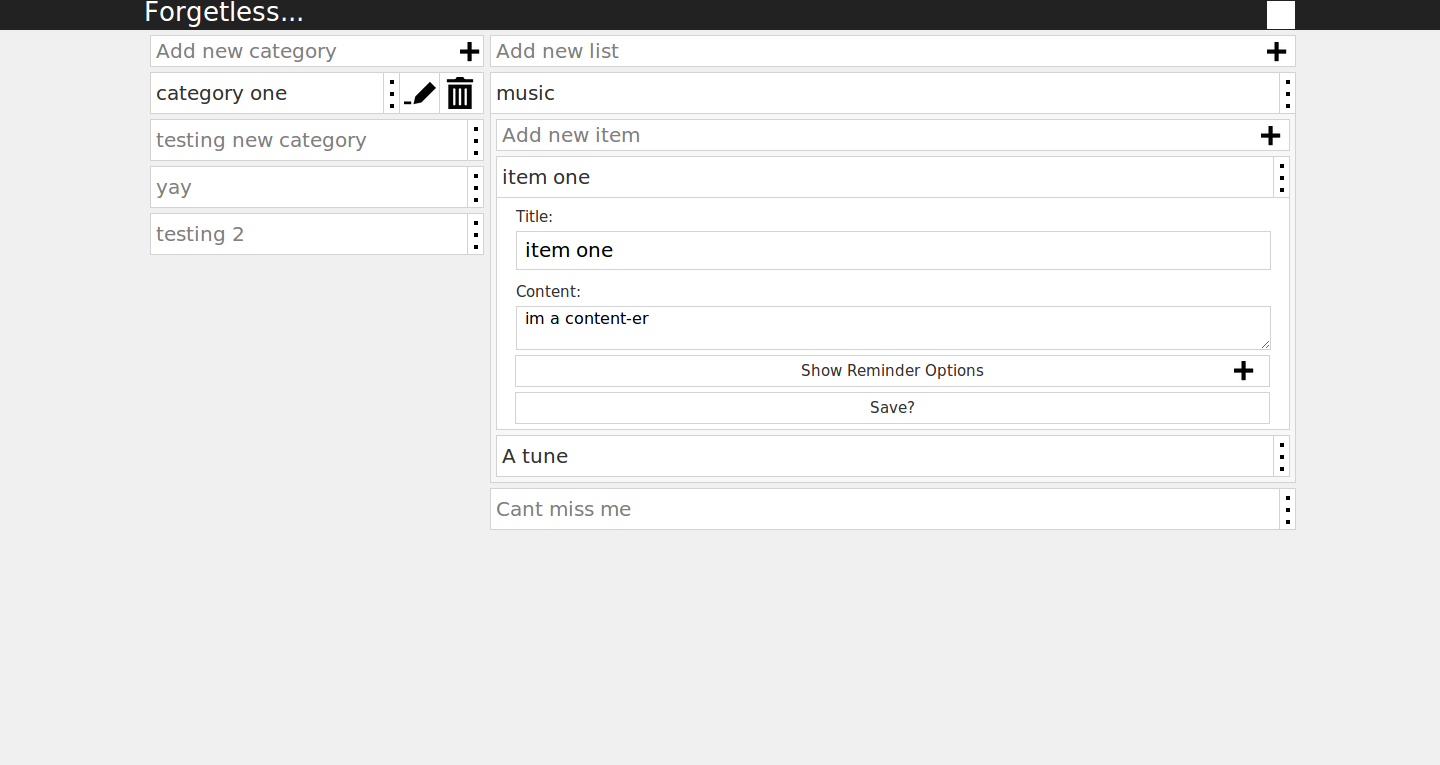 Forgetless...
Add new category
category one
testing new category
yay
testing 2
Add new list
music
Add new item
item one
Title:
item one
Content:
im a content-er
Show Reminder Options
Save?
A tune
Cant miss me